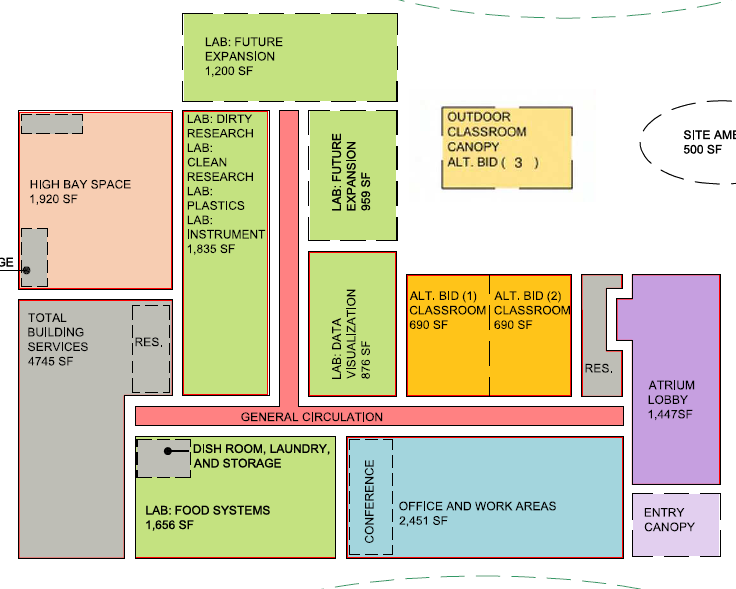 LAB: FUTURE
EXPANSION
1,200 SF
LAB: DIRTY
RESEARCH
LAB:
CLEAN
RESEARCH
LAB:
PLASTICS
LAB:
INSTRUMENT
1,835 SF
LAB: FUTURE
EXPANSION
959 SF
OUTDOOR
CLASSROOM
CANOPY
ALT. BID ( 3 )
SITE AME
500 SF
HIGH BAY SPACE
1,920 SF
GE
TOTAL
BUILDING
SERVICES
4745 SF
RES.
LAB: DATA
VISUALIZATION
876 SF
ALT. BID (1)
CLASSROOM
690 SF
ALT. BID (2)
CLASSROOM
690 SF
RES.
ATRIUM
LOBBY
1,447SF
GENERAL CIRCULATION
DISH ROOM, LAUNDRY,
AND STORAGE
LAB: FOOD SYSTEMS
1,656 SF
CONFERENCE
OFFICE AND WORK AREAS
2,451 SF
ENTRY
CANOPY